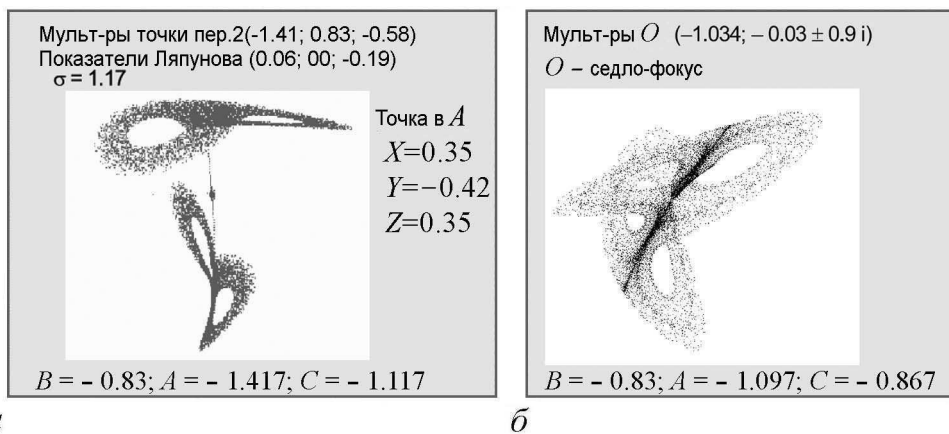 Мульт-ры точки пер.2(-1.41; 0.83; -0.58)
Показатели Ляпунова (0.06; 00; -0.19)
σ = 1.17
Точка в A
X=0.35
Y=−0.42
Z=0.35
B = − 0.83; A = − 1.417; C = − 1.117
Мульт-ры O (−1.034; − 0.03 ± 0.9 i)
O − седло-фокус
B = − 0.83; A = − 1.097; C = − 0.867
б